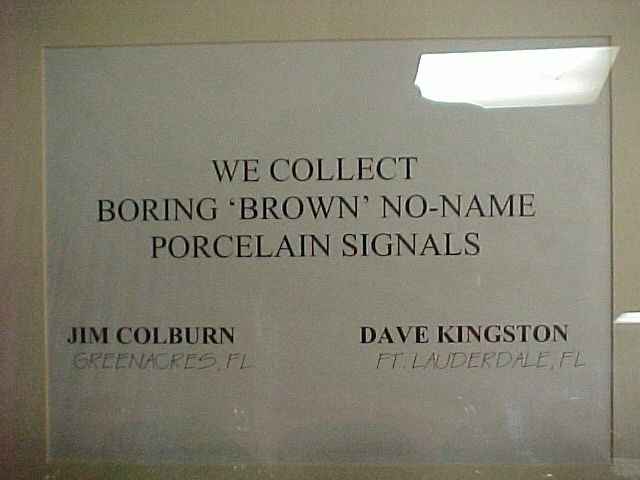 WE COLLECT
BORING ‘BROWN’ NO-NAME
PORCELAIN SIGNALS
JIM COLBURN DAVE KINGSTON
GREENACRES, FL FT. LAUDERDALE, FL